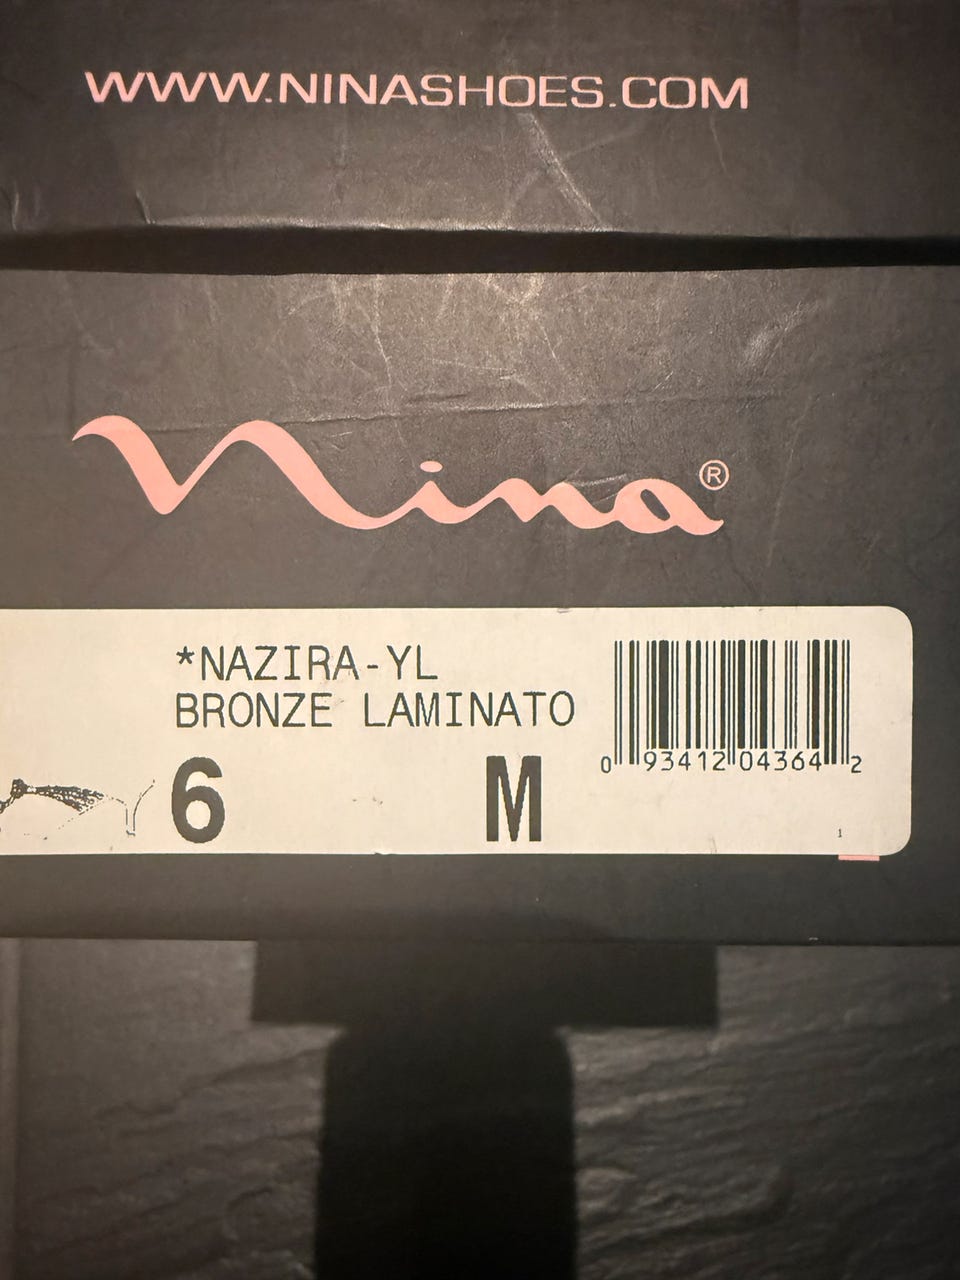 WWW.NINASHOES.COM
Nina®
*NAZIRA-YL
BRONZE LAMINATO
6 M
0 93412 04364 2
1